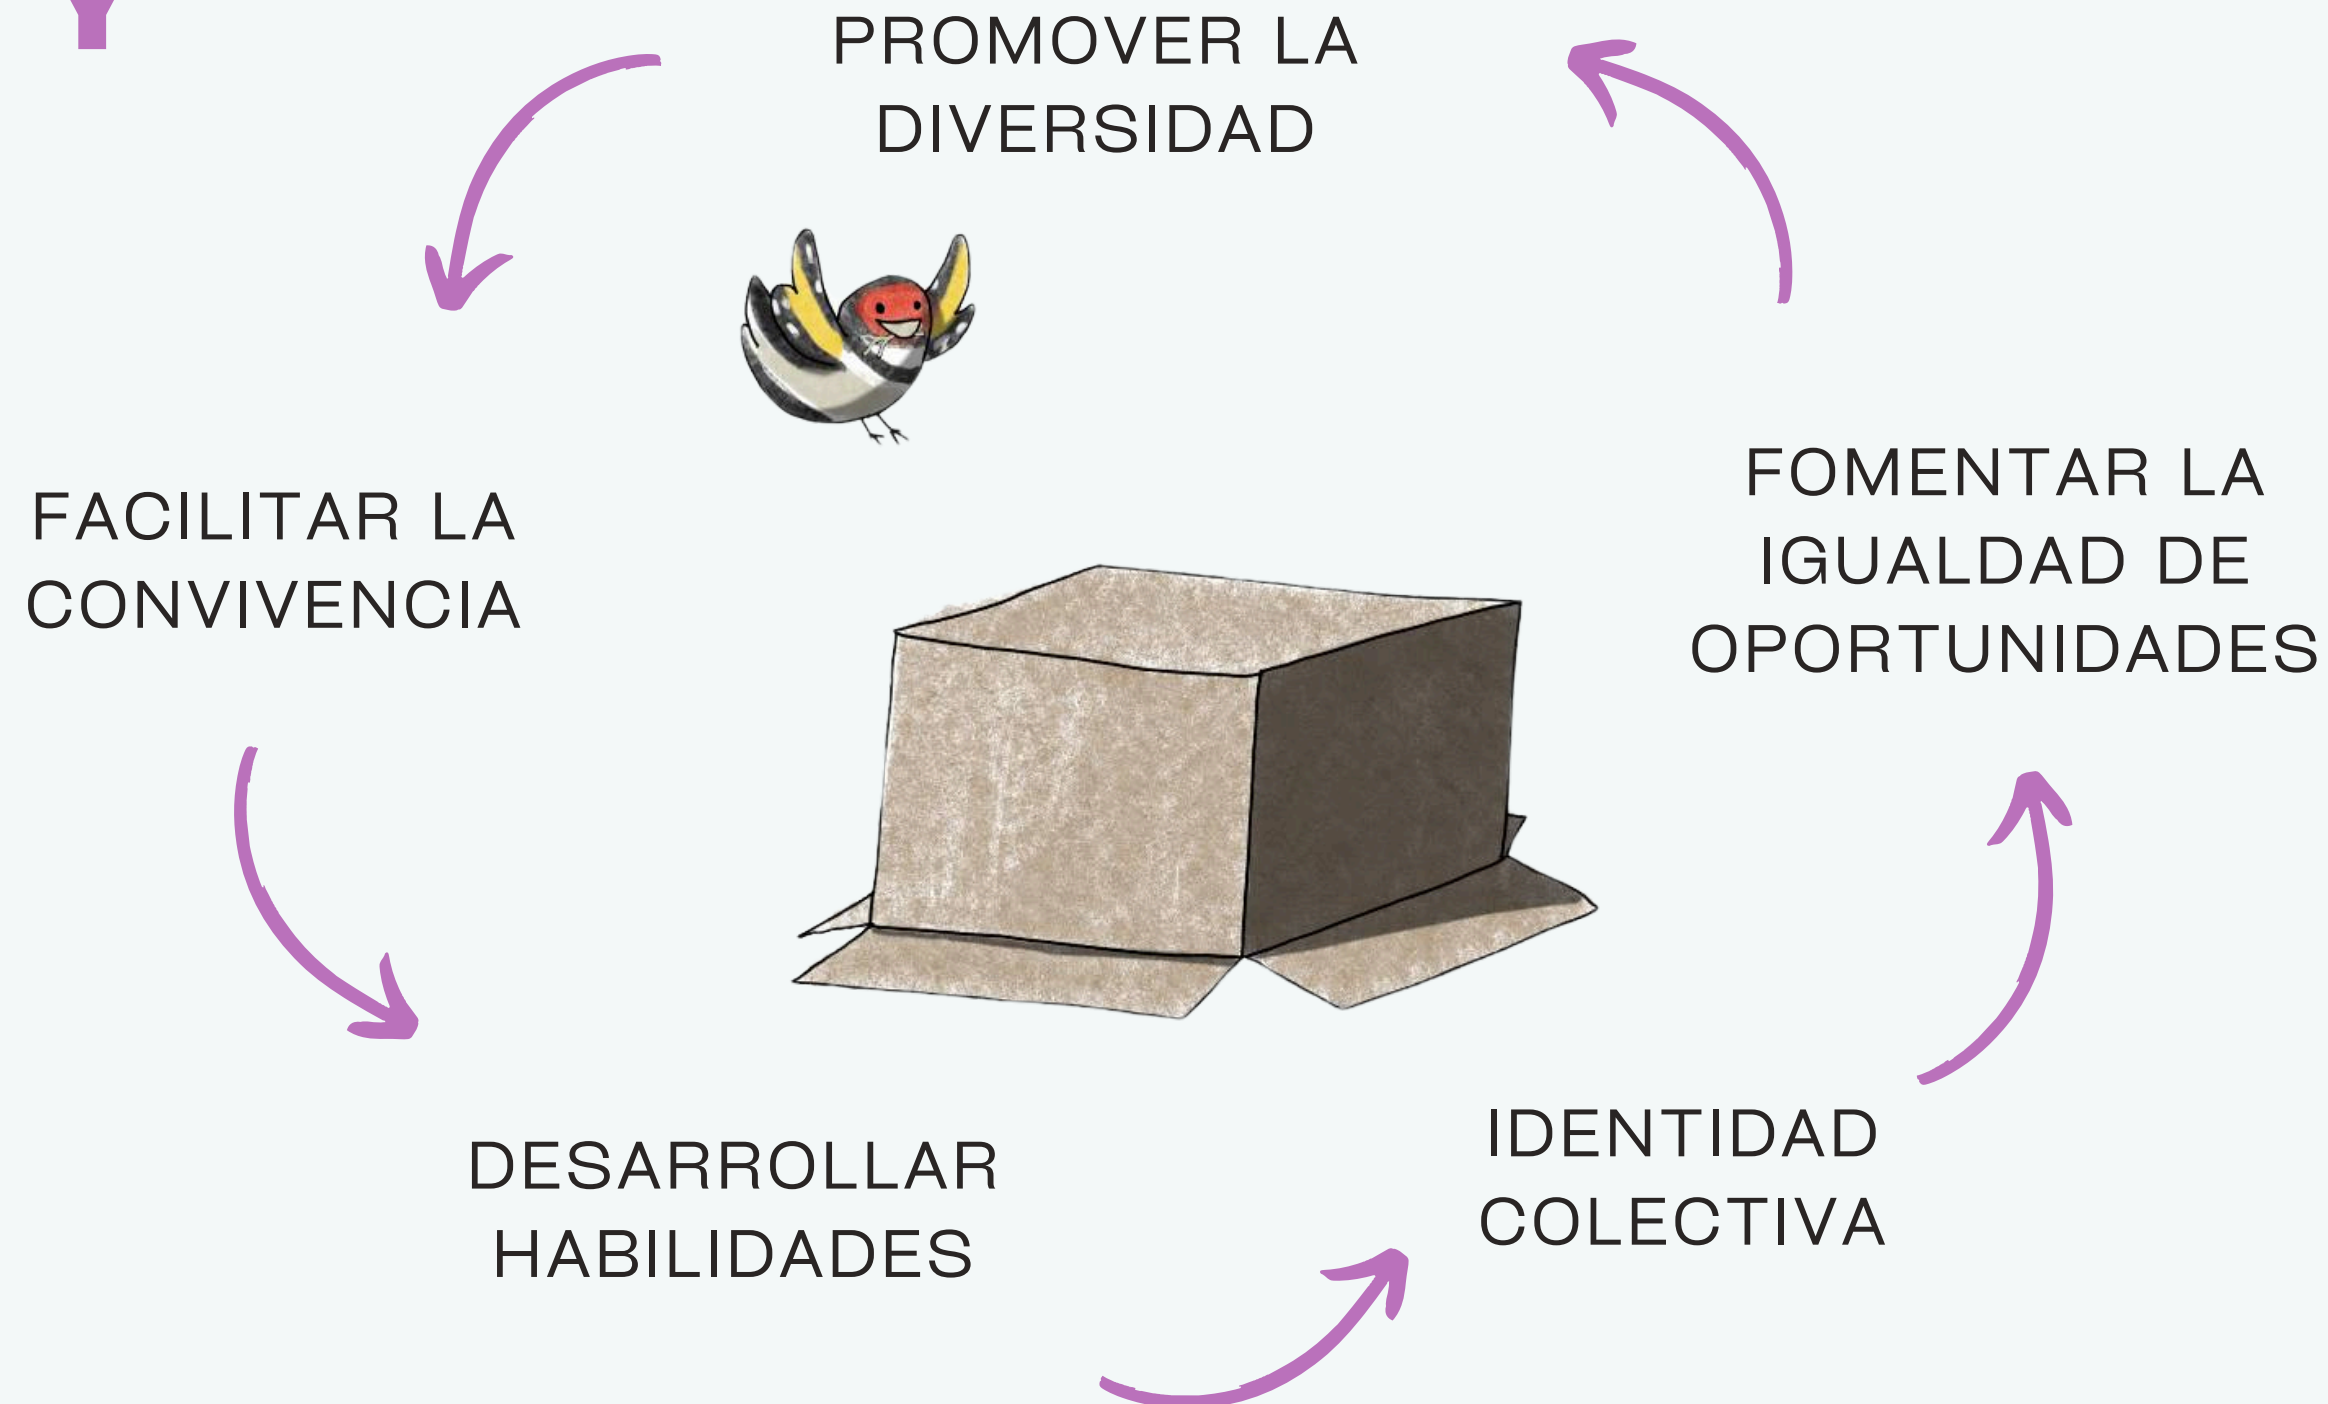 PROMOVER LA
DIVERSIDAD
FACILITAR LA
CONVIVENCIA
FOMENTAR LA
IGUALDAD DE
OPORTUNIDADES
DESARROLLAR
HABILIDADES
IDENTIDAD
COLECTIVA